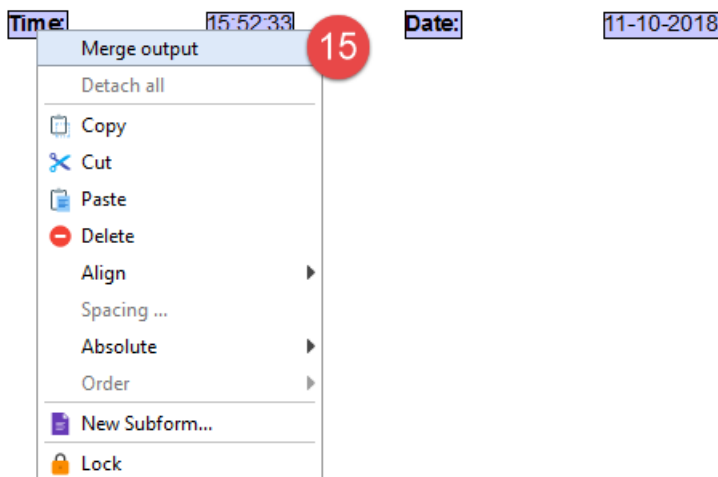 Time: 15:52:33 Date: 11-10-2018
Merge output
15
Detach all
Copy
Cut
Paste
Delete
Align
Spacing ...
Absolute
Order
New Subform...
Lock